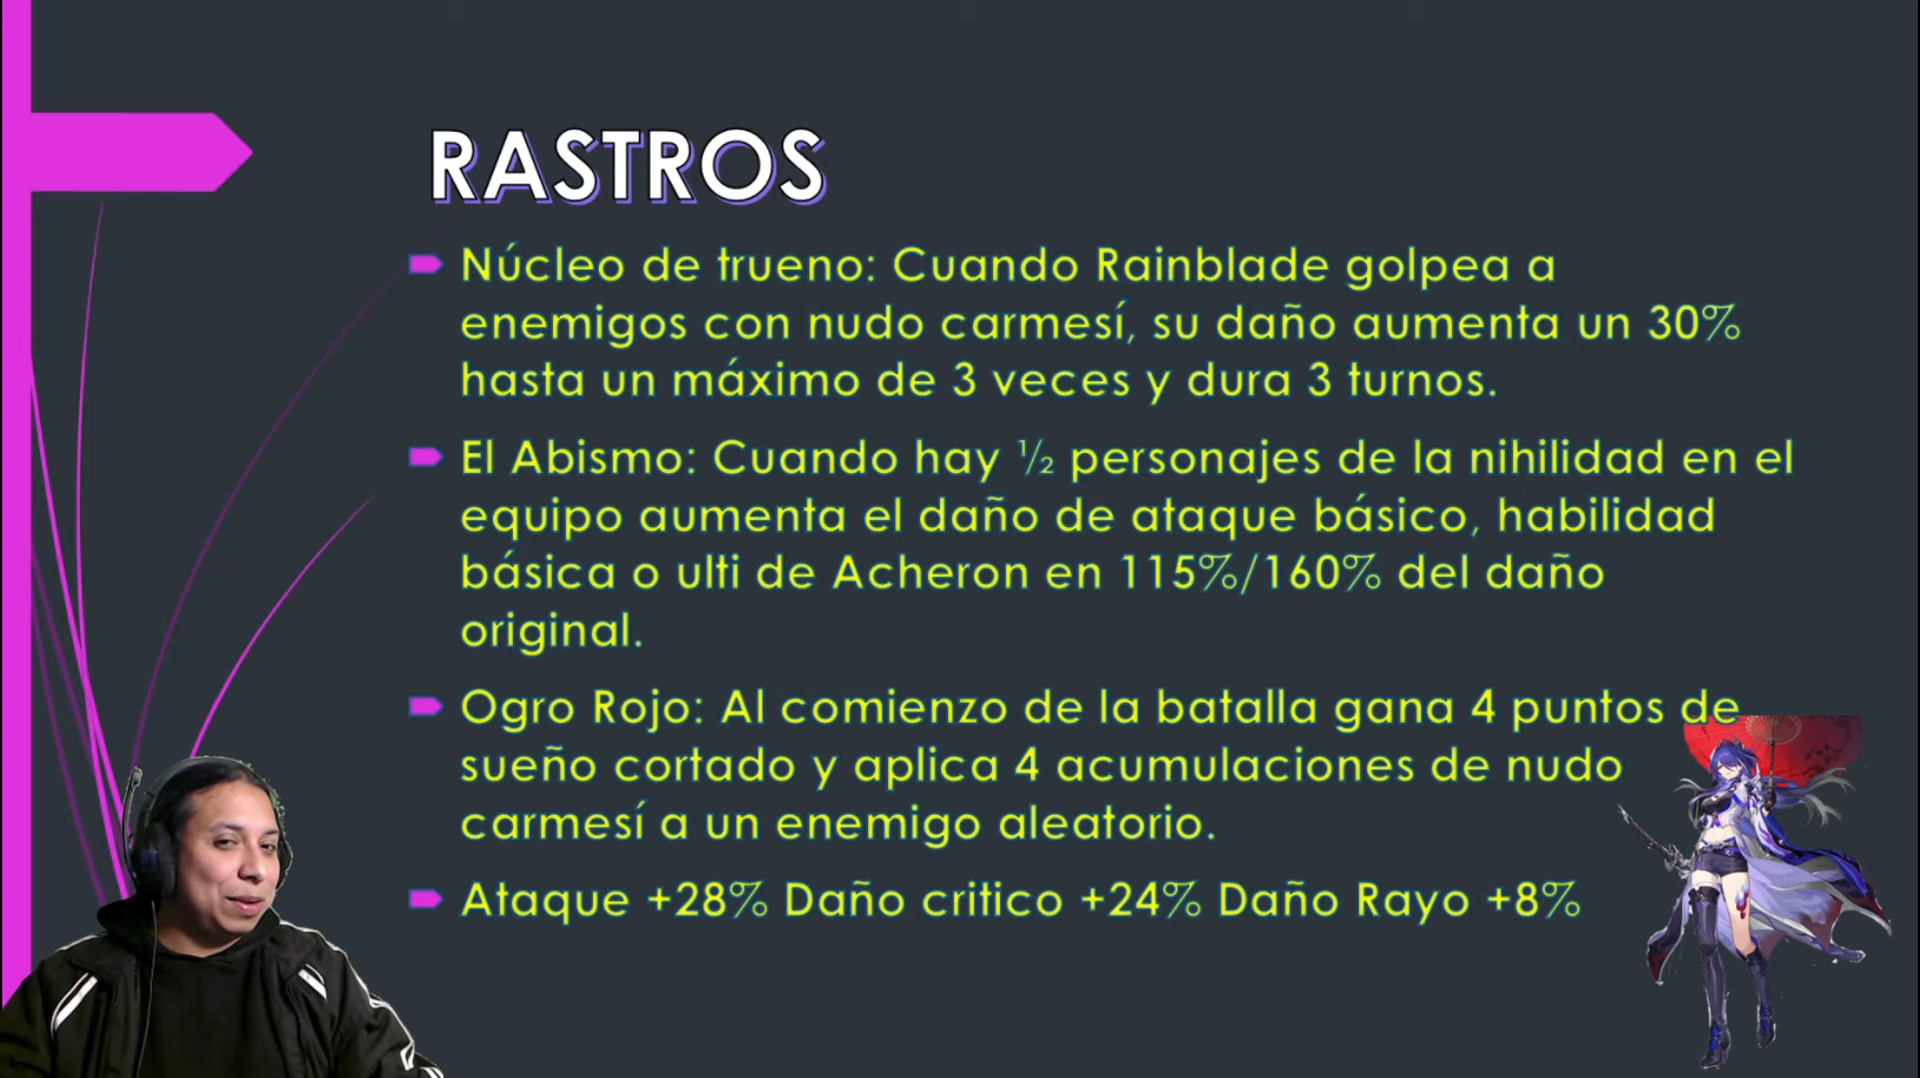 RASTROS
Núcleo de trueno: Cuando Rainblade golpea a
enemigos con nudo carmesí, su daño aumenta un 30%
hasta un máximo de 3 veces y dura 3 turnos.
El Abismo: Cuando hay ½ personajes de la nihilidad en el
equipo aumenta el daño de ataque básico, habilidad
básica o ulti de Acheron en 115%/160% del daño
original.
Ogro Rojo: Al comienzo de la batalla gana 4 puntos de
sueño cortado y aplica 4 acumulaciones de nudo
carmesí a un enemigo aleatorio.
Ataque +28% Daño critico +24% Daño Rayo +8%